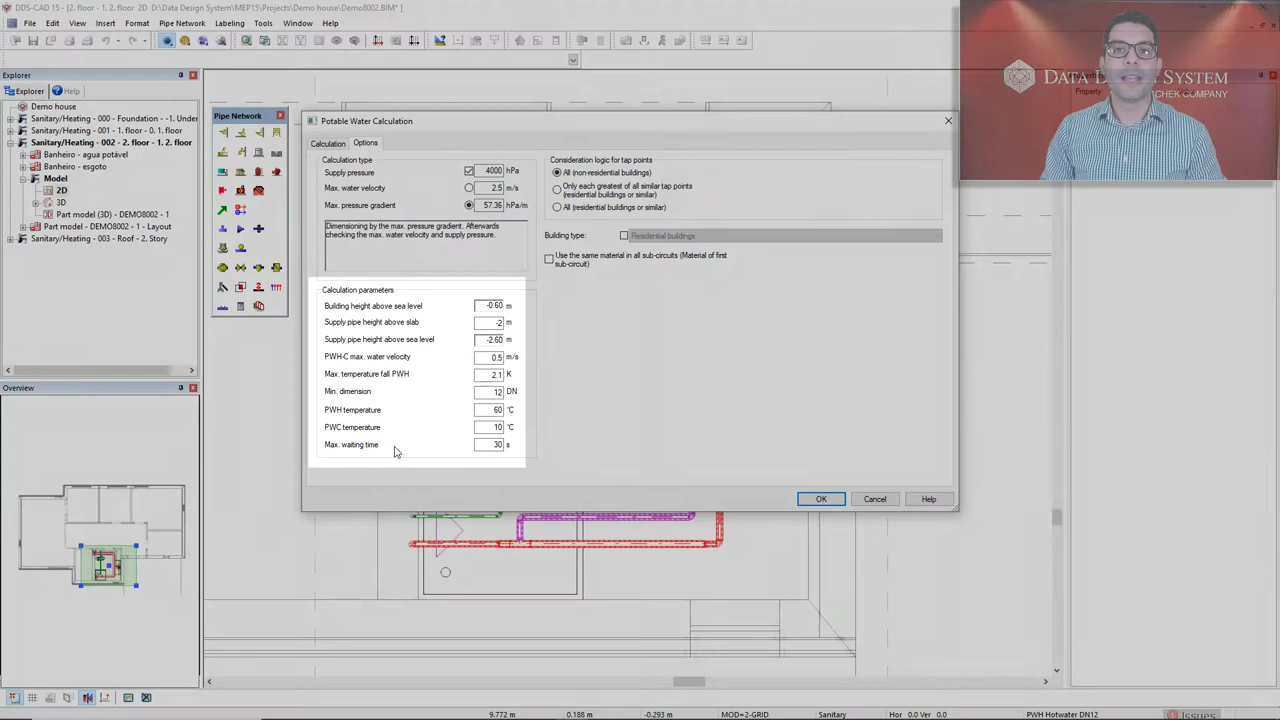 DDS-CAD 15 - [2. floor - 1. 2. floor 2D D:\Data Design System\MEP15\Projects\Demo house\Demo8002.BIM*]
File Edit View Insert Format Pipe Network Labeling Tools Window Help
Explorer
Explorer Help
Demo house
Sanitary/Heating - 000 - Foundation - -1. 0
Sanitary/Heating - 001 - 1. floor - 0. 1. floor
Sanitary/Heating - 002 - 2. floor - 1. 2. floor
Banheiro - agua potável
Banheiro - esgoto
Model
2D
3D
Part model (3D) - DEMO8002 - 1
Part model - DEMO8002 - 1 - Layout
Sanitary/Heating - 003 - Roof - 2. Story
Overview
Pipe Network
Potable Water Calculation
Calculation Options
Calculation type
Supply pressure 4000 hPa
Max. water velocity 2.5 m/s
Max. pressure gradient 57.36 hPa/m
Dimensioning by the max. pressure gradient. Afterwards
checking the max. water velocity and supply pressure.
Calculation parameters
Building height above sea level -0.60 m
Supply pipe height above slab -2 m
Supply pipe height above sea level -2.60 m
PWH-C max. water velocity 0.5 m/s
Max. temperature fall PWH 2.1 K
Min. dimension 12 DN
PWH temperature 60 °C
PWC temperature 10 °C
Max. waiting time 30 s
Consideration logic for tap points
All (non-residential buildings)
Only each greatest of all similar tap points
(residential buildings or similar)
All (residential buildings or similar)
Building type: Residential buildings
Use the same material in all sub-circuits (Material of first
sub-circuit)
OK Cancel Help
Data Design System
Property
9.772 m 0.188 m -0.293 m MOD=2-GRID Sanitary Hor 0.0 Ver 0.0 PWH Hotwater DN12 Issues